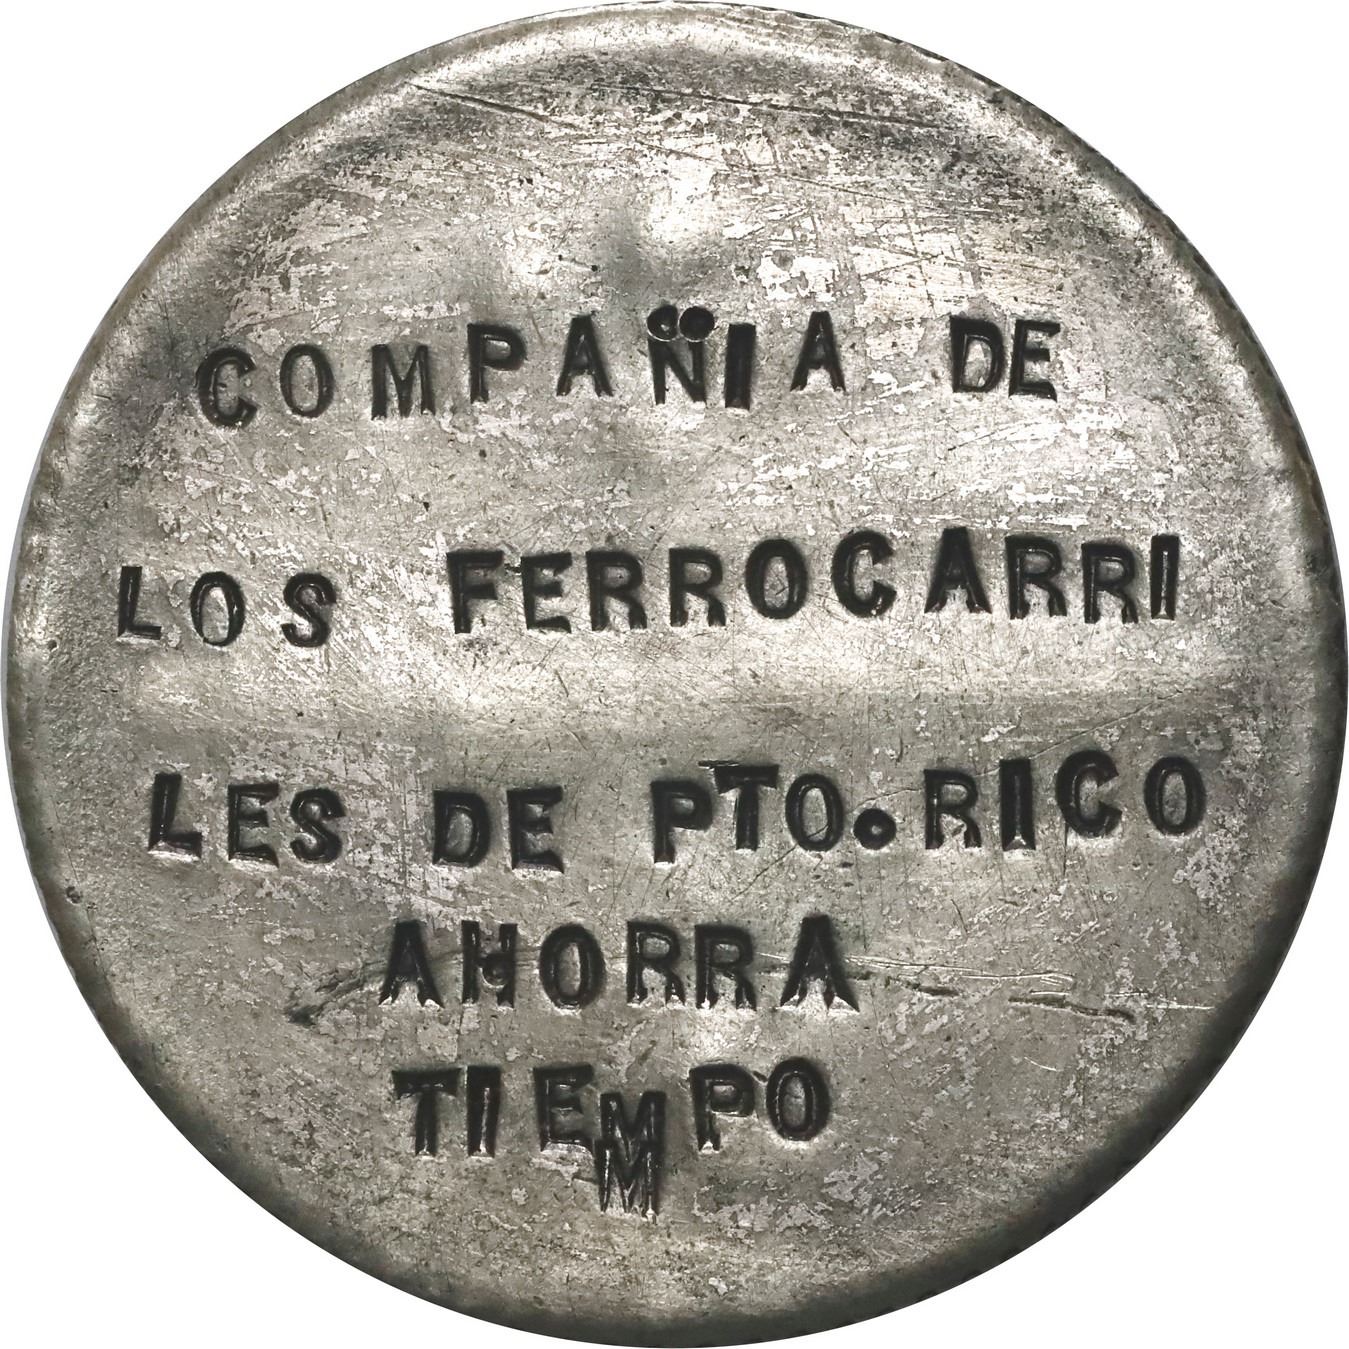 COMPAÑIA DE
LOS FERROCARRI
LES DE PTO. RICO
AHORRA
TIEMPO
M